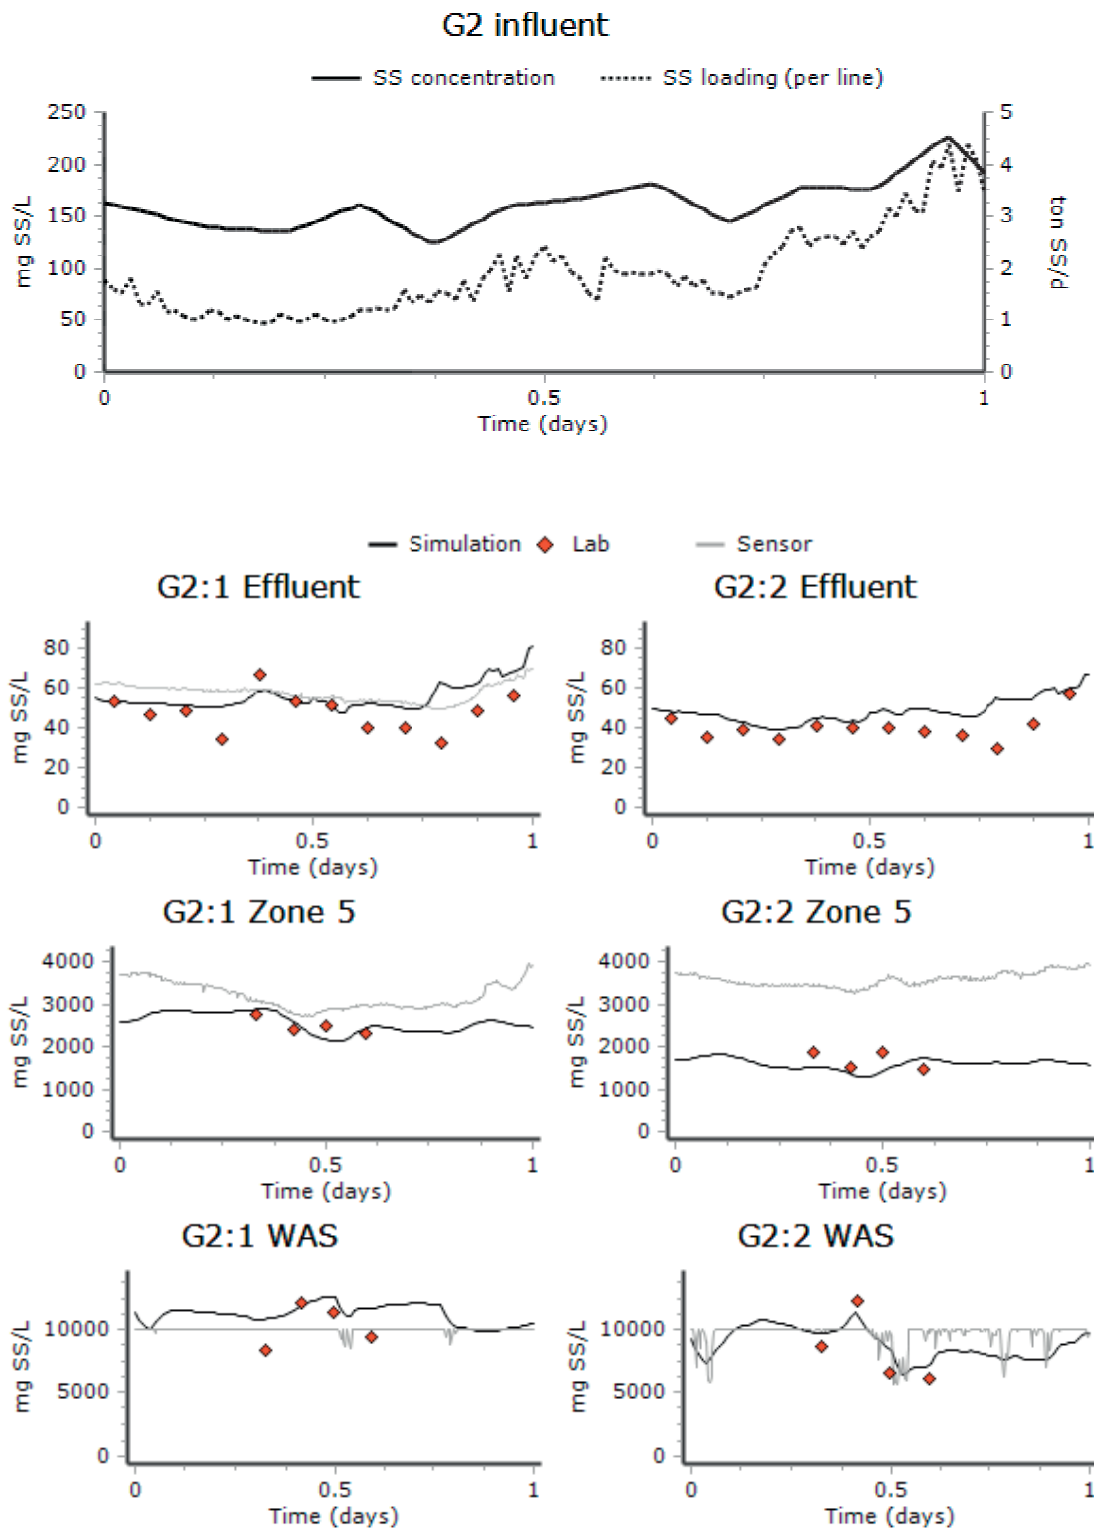 G2 influent
SS concentration SS loading (per line)
250 5
200 4
150 3
100 2
50 1
0 0
mg SS/L
ton SS/d
0 0.5 1
Time (days)
Simulation Lab Sensor
G2:1 Effluent G2:2 Effluent
80 80
60 60
40 40
20 20
0 0
mg SS/L mg SS/L
0 0.5 1 0 0.5 1
Time (days) Time (days)
G2:1 Zone 5 G2:2 Zone 5
4000 4000
3000 3000
2000 2000
1000 1000
0 0
mg SS/L mg SS/L
0 0.5 1 0 0.5 1
Time (days) Time (days)
G2:1 WAS G2:2 WAS
10000 10000
5000 5000
0 0
mg SS/L mg SS/L
0 0.5 1 0 0.5 1
Time (days) Time (days)